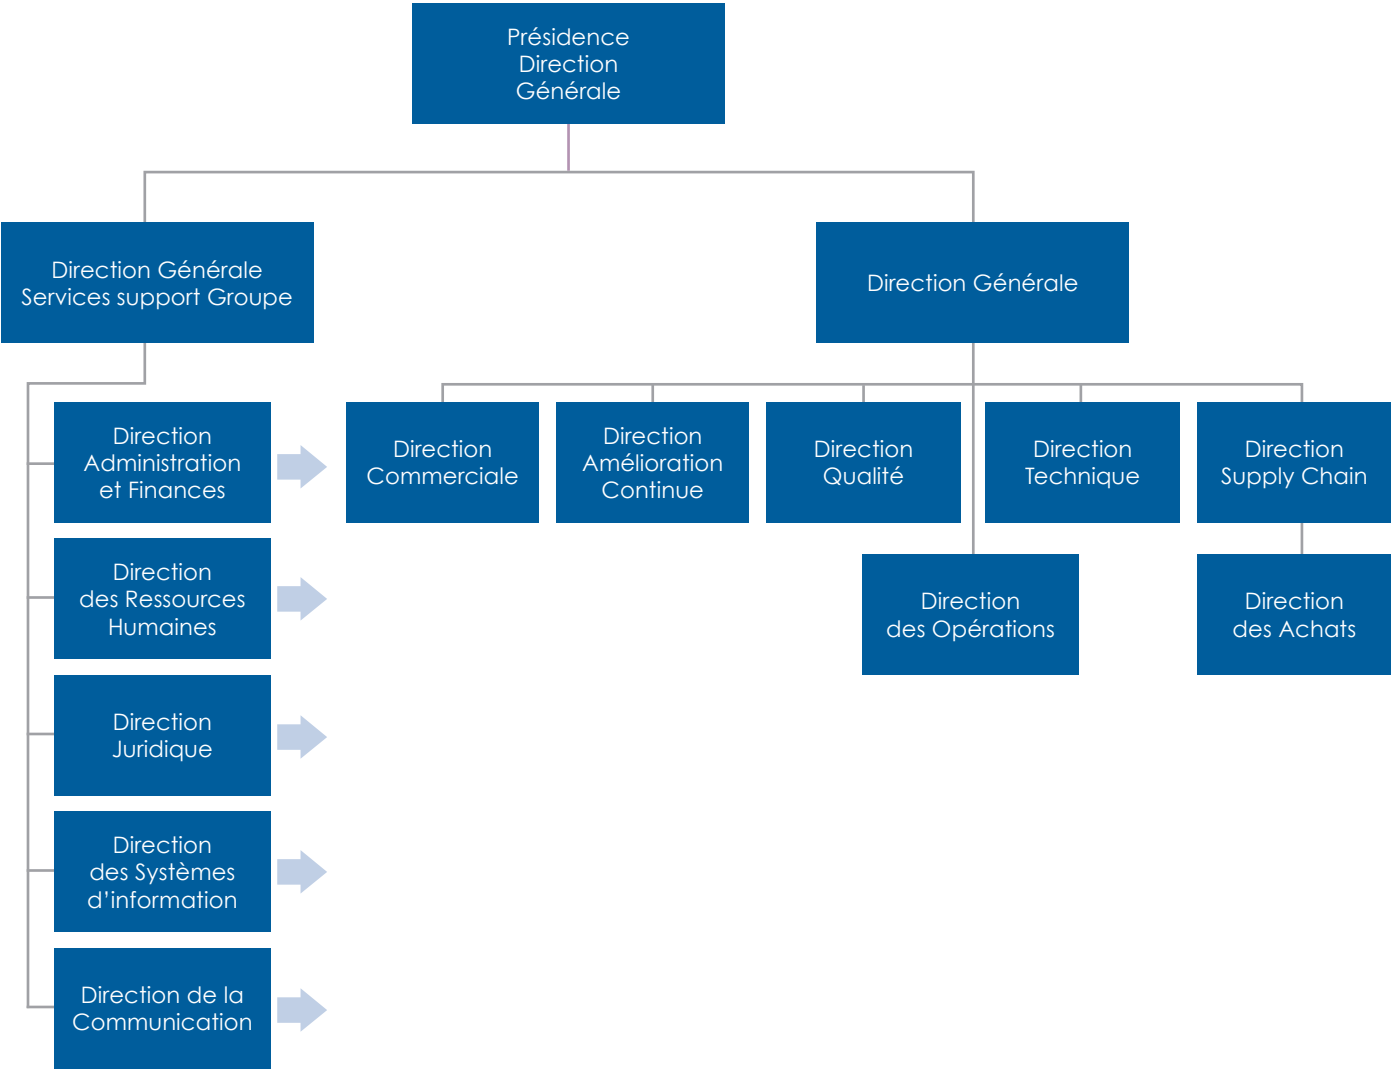 Présidence
Direction
Générale
Direction Générale
Services support Groupe
Direction Générale
Direction
Administration
et Finances
Direction
des Ressources
Humaines
Direction
Juridique
Direction
des Systèmes
d’information
Direction de la
Communication
Direction
Commerciale
Direction
Amélioration
Continue
Direction
Qualité
Direction
Technique
Direction
Supply Chain
Direction
des Opérations
Direction
des Achats